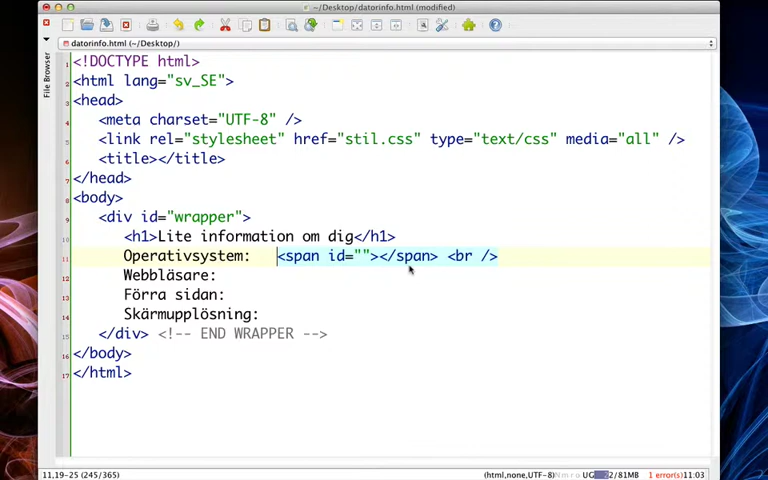 ~/Desktop/datorinfo.html (modified)
datorinfo.html (~/Desktop/)
File Browser
1 <!DOCTYPE html>
2 <html lang="sv_SE">
3 <head>
4 <meta charset="UTF-8" />
5 <link rel="stylesheet" href="stil.css" type="text/css" media="all" />
6 <title></title>
7 </head>
8 <body>
9 <div id="wrapper">
10 <h1>Lite information om dig</h1>
11 Operativsystem: <span id=""></span> <br />
12 Webbläsare:
13 Förra sidan:
14 Skärmupplösning:
15 </div> <!-- END WRAPPER -->
16 </body>
17 </html>
11,19-25 (245/365)
(html,none,UTF-8) N m r o UG 2/81MB 1 error(s) 11:03